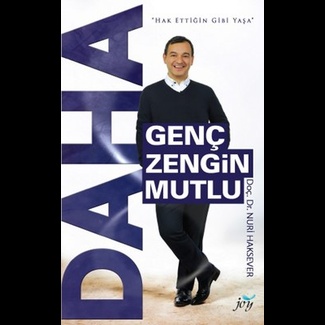 "HAK ETTİĞİN GİBİ YAŞA"
DAHA
GENÇ
ZENGİN
MUTLU
Doç. Dr. NURİ HAKSEVER
joy